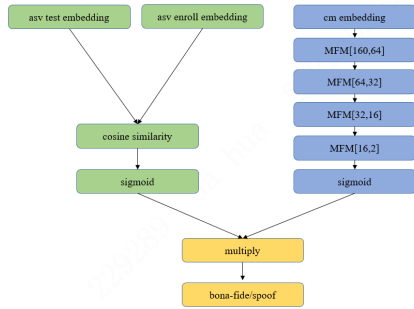 asv test embedding
asv enroll embedding
cm embedding
MFM[160,64]
MFM[64,32]
MFM[32,16]
MFM[16,2]
cosine similarity
sigmoid
sigmoid
multiply
bona-fide/spoof